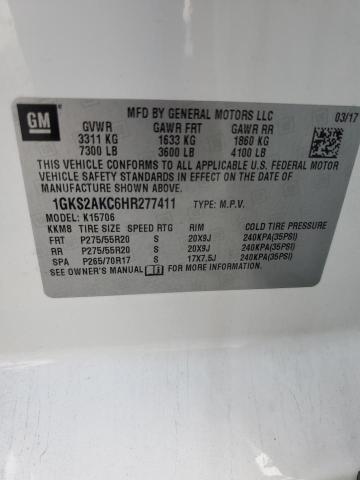 GM
MFD BY GENERAL MOTORS LLC 03/17
GVWR GAWR FRT GAWR RR
3311 KG 1633 KG 1860 KG
7300 LB 3600 LB 4100 LB
THIS VEHICLE CONFORMS TO ALL APPLICABLE U.S. FEDERAL MOTOR
VEHICLE SAFETY STANDARDS IN EFFECT ON THE DATE OF
MANUFACTURE SHOWN ABOVE.
1GKS2AKC6HR277411 TYPE: M.P.V.
MODEL: K15706
KKM8 TIRE SIZE SPEED RTG RIM COLD TIRE PRESSURE
FRT P275/55R20 S 20X9J 240KPA(35PSI)
RR P275/55R20 S 20X9J 240KPA(35PSI)
SPA P265/70R17 S 17X7.5J 240KPA(35PSI)
SEE OWNER'S MANUAL FOR MORE INFORMATION.